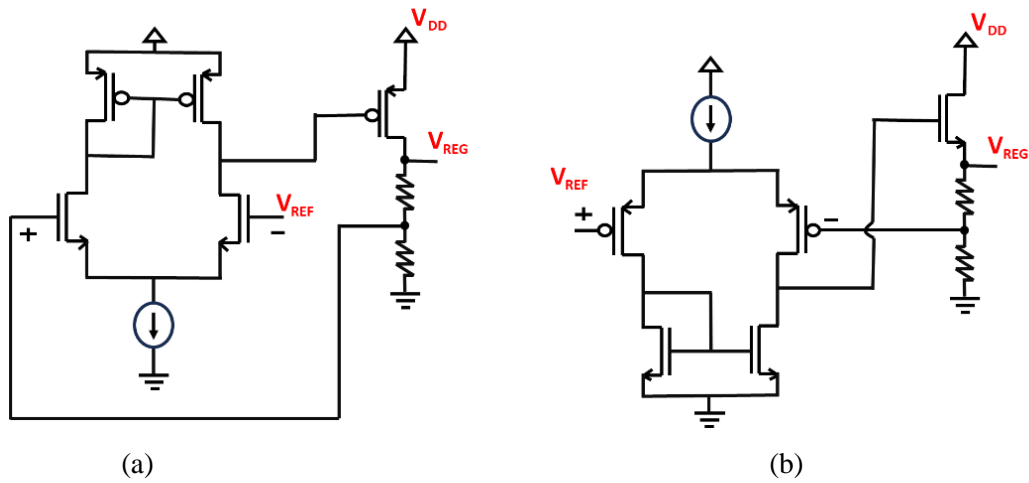 V_DD
V_DD
V_REG
V_REG
V_REF
V_REF
+
−
+
−
(a)
(b)